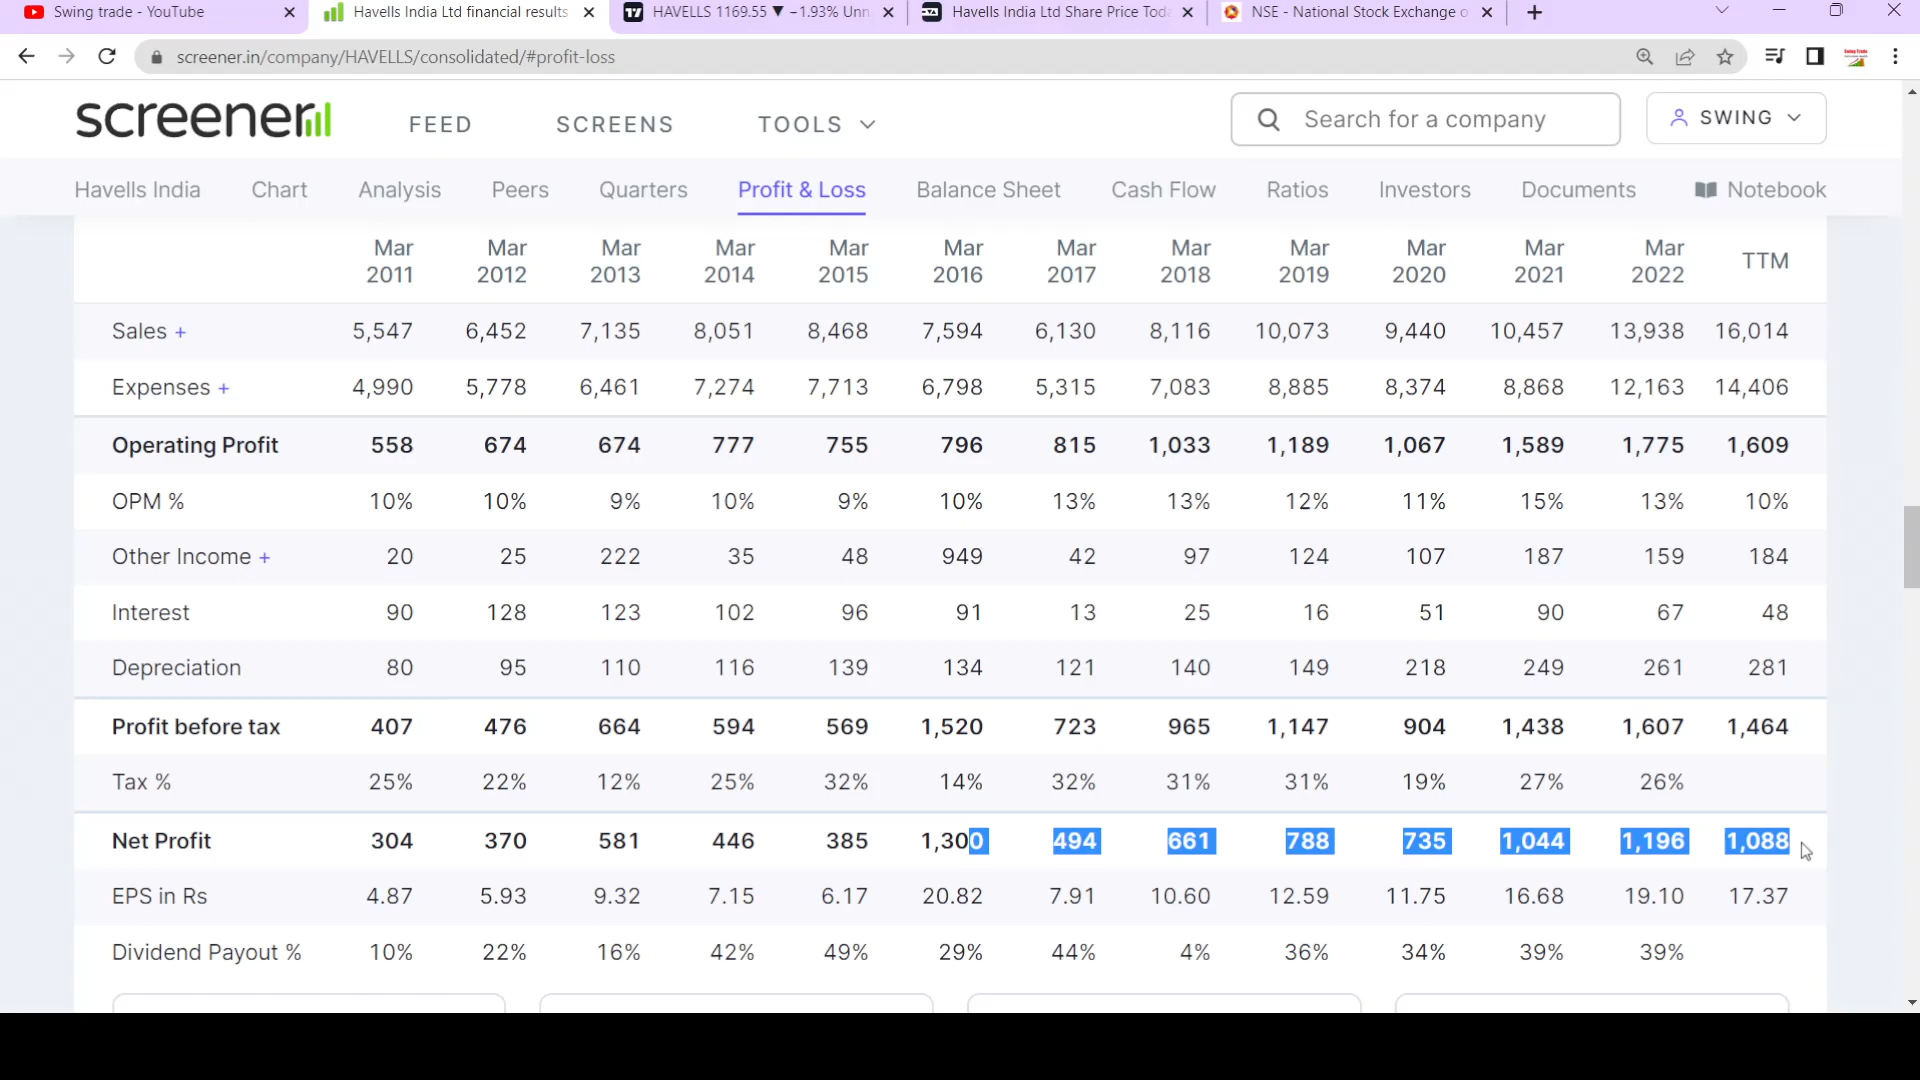 Swing trade - YouTube
Havells India Ltd financial results
HAVELLS 1169.55 ▼ −1.93% Unn
Havells India Ltd Share Price Toda
NSE - National Stock Exchange o
screener.in/company/HAVELLS/consolidated/#profit-loss
screener
FEED
SCREENS
TOOLS
Search for a company
SWING
Havells India Chart Analysis Peers Quarters Profit & Loss Balance Sheet Cash Flow Ratios Investors Documents Notebook
Mar 2011 Mar 2012 Mar 2013 Mar 2014 Mar 2015 Mar 2016 Mar 2017 Mar 2018 Mar 2019 Mar 2020 Mar 2021 Mar 2022 TTM
Sales + 5,547 6,452 7,135 8,051 8,468 7,594 6,130 8,116 10,073 9,440 10,457 13,938 16,014
Expenses + 4,990 5,778 6,461 7,274 7,713 6,798 5,315 7,083 8,885 8,374 8,868 12,163 14,406
Operating Profit 558 674 674 777 755 796 815 1,033 1,189 1,067 1,589 1,775 1,609
OPM % 10% 10% 9% 10% 9% 10% 13% 13% 12% 11% 15% 13% 10%
Other Income + 20 25 222 35 48 949 42 97 124 107 187 159 184
Interest 90 128 123 102 96 91 13 25 16 51 90 67 48
Depreciation 80 95 110 116 139 134 121 140 149 218 249 261 281
Profit before tax 407 476 664 594 569 1,520 723 965 1,147 904 1,438 1,607 1,464
Tax % 25% 22% 12% 25% 32% 14% 32% 31% 31% 19% 27% 26%
Net Profit 304 370 581 446 385 1,300 494 661 788 735 1,044 1,196 1,088
EPS in Rs 4.87 5.93 9.32 7.15 6.17 20.82 7.91 10.60 12.59 11.75 16.68 19.10 17.37
Dividend Payout % 10% 22% 16% 42% 49% 29% 44% 4% 36% 34% 39% 39%